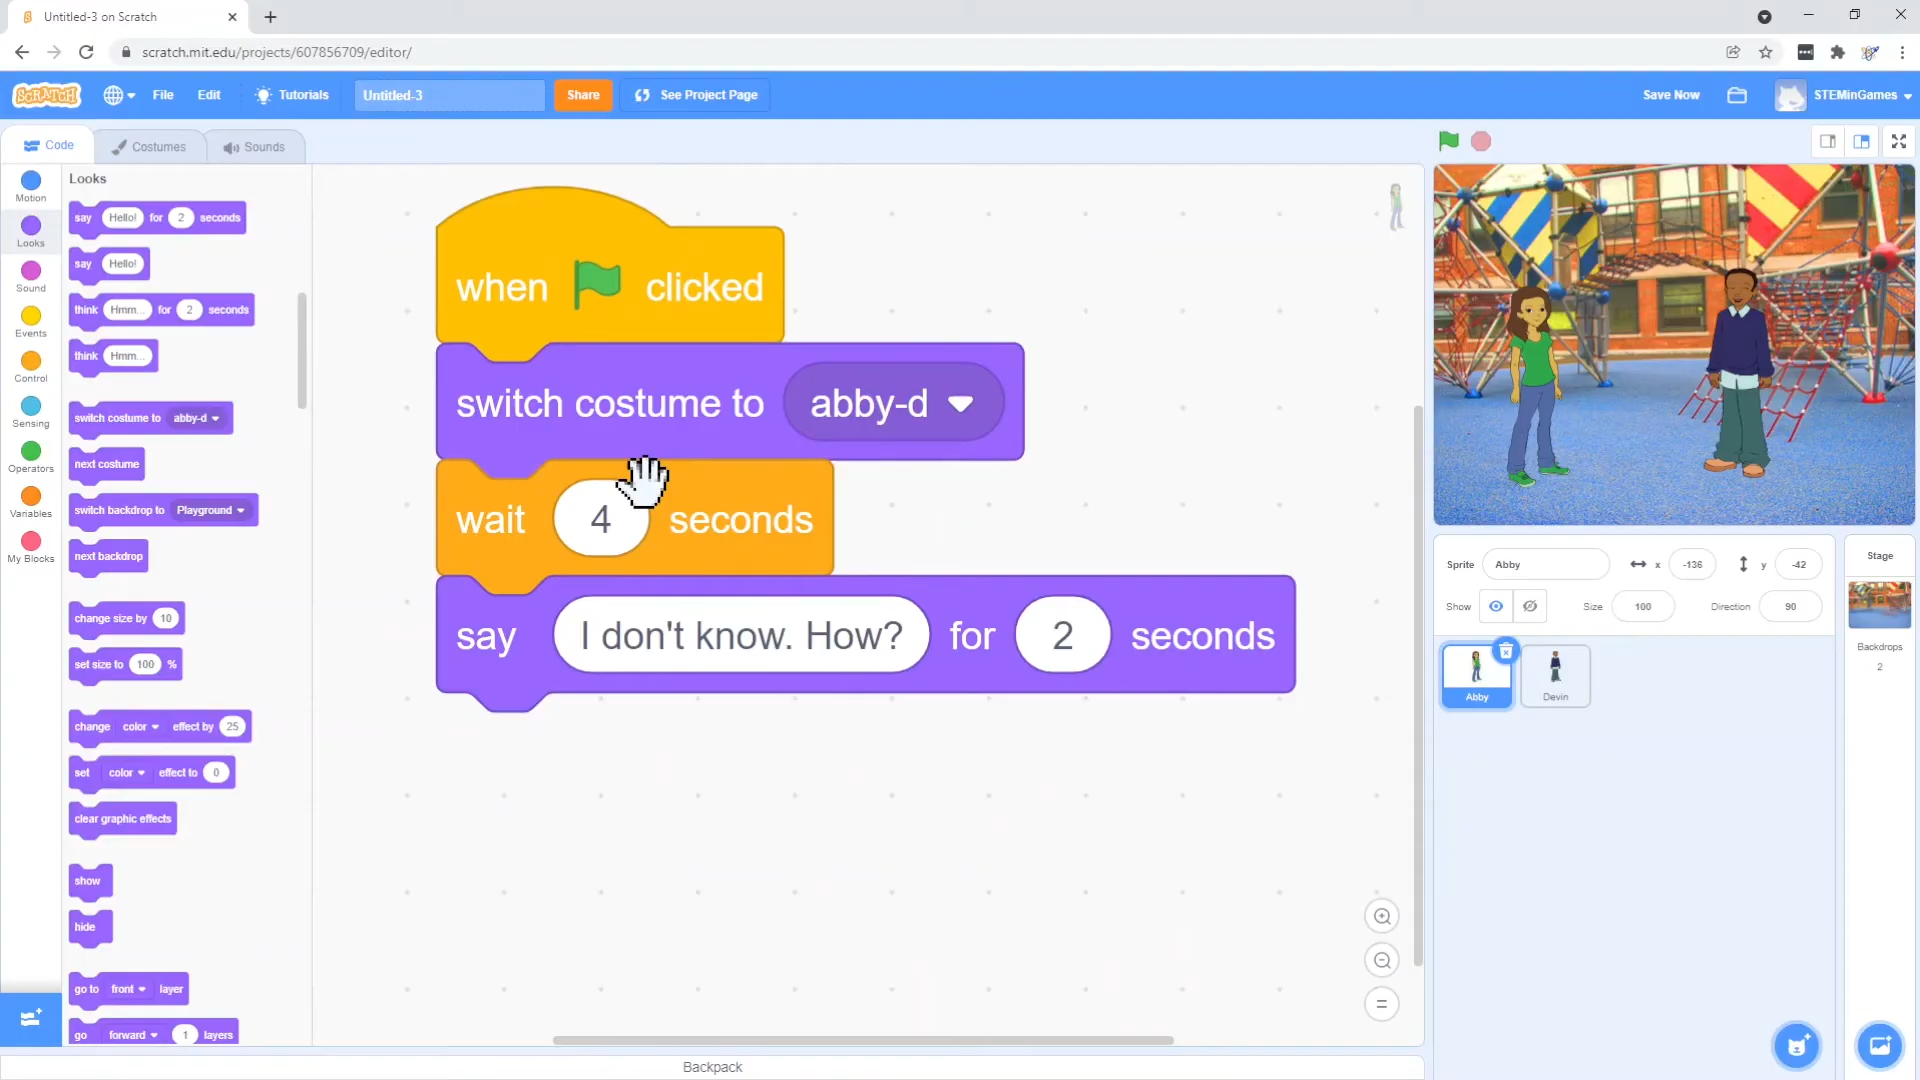 Untitled-3 on Scratch
scratch.mit.edu/projects/607856709/editor/
SCRATCH
File
Edit
Tutorials
Untitled-3
Share
See Project Page
Save Now
STEMinGames
Code
Costumes
Sounds
Motion
Looks
Sound
Events
Control
Sensing
Operators
Variables
My Blocks
Looks
say Hello! for 2 seconds
say Hello!
think Hmm... for 2 seconds
think Hmm...
switch costume to abby-d
next costume
switch backdrop to Playground
next backdrop
change size by 10
set size to 100 %
change color effect by 25
set color effect to 0
clear graphic effects
show
hide
go to front layer
go forward 1 layers
when clicked
switch costume to abby-d
wait 4 seconds
say I don't know. How? for 2 seconds
Sprite Abby x -136 y -42
Show Size 100 Direction 90
Abby
Devin
Stage
Backdrops
2
Backpack